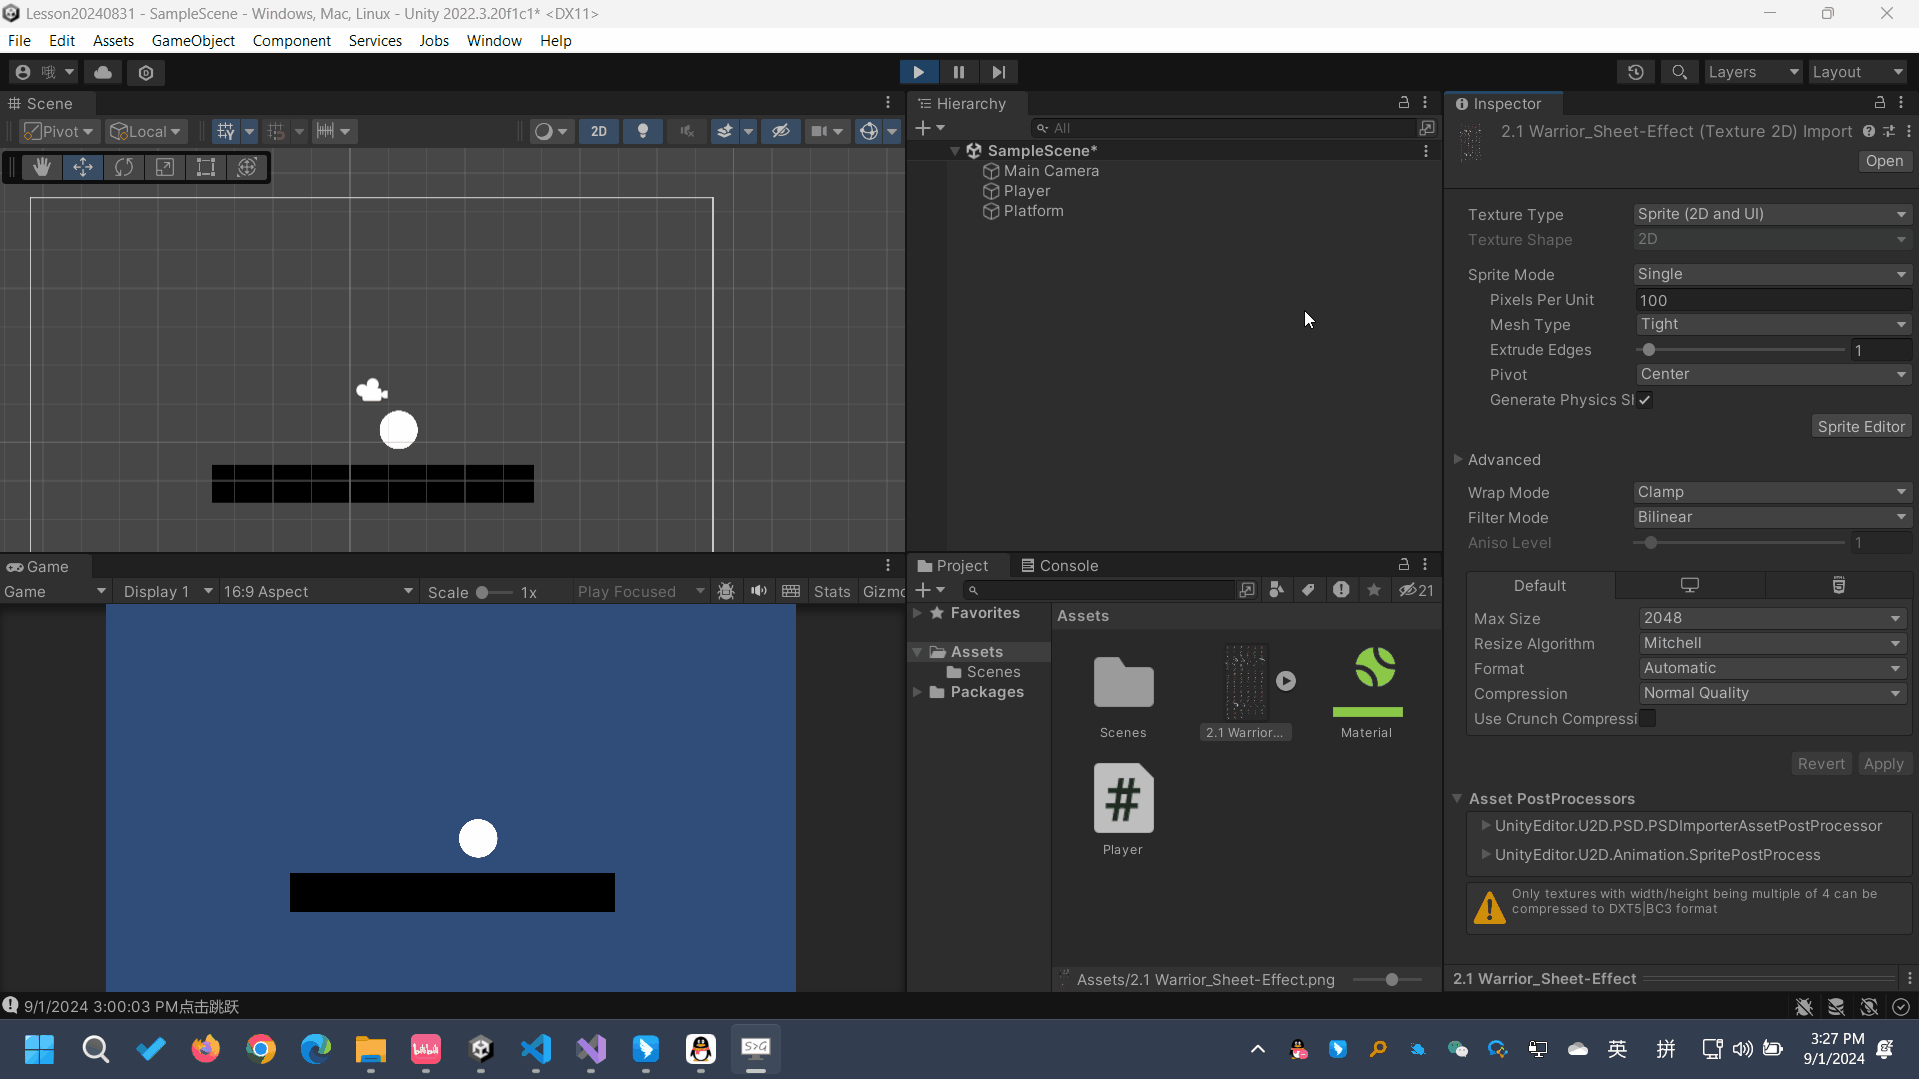 Lesson20240831 - SampleScene - Windows, Mac, Linux - Unity 2022.3.20f1c1* <DX11>
File Edit Assets GameObject Component Services Jobs Window Help
哦
Layers
Layout
Scene
Pivot
Local
2D
Hierarchy
All
SampleScene*
Main Camera
Player
Platform
Inspector
2.1 Warrior_Sheet-Effect (Texture 2D) Import
Open
Texture Type Sprite (2D and UI)
Texture Shape 2D
Sprite Mode Single
Pixels Per Unit 100
Mesh Type Tight
Extrude Edges 1
Pivot Center
Generate Physics Sl
Sprite Editor
Advanced
Wrap Mode Clamp
Filter Mode Bilinear
Aniso Level 1
Default
Max Size 2048
Resize Algorithm Mitchell
Format Automatic
Compression Normal Quality
Use Crunch Compressi
Revert Apply
Asset PostProcessors
UnityEditor.U2D.PSD.PSDImporterAssetPostProcessor
UnityEditor.U2D.Animation.SpritePostProcess
Only textures with width/height being multiple of 4 can be
compressed to DXT5|BC3 format
2.1 Warrior_Sheet-Effect
Game
Game Display 1 16:9 Aspect Scale 1x Play Focused Stats Gizmo
Project Console
21
Favorites
Assets
Scenes
Packages
Assets
Scenes
2.1 Warrior...
Material
#
Player
Assets/2.1 Warrior_Sheet-Effect.png
9/1/2024 3:00:03 PM点击跳跃
bilibili
S>G
英
拼
3:27 PM
9/1/2024